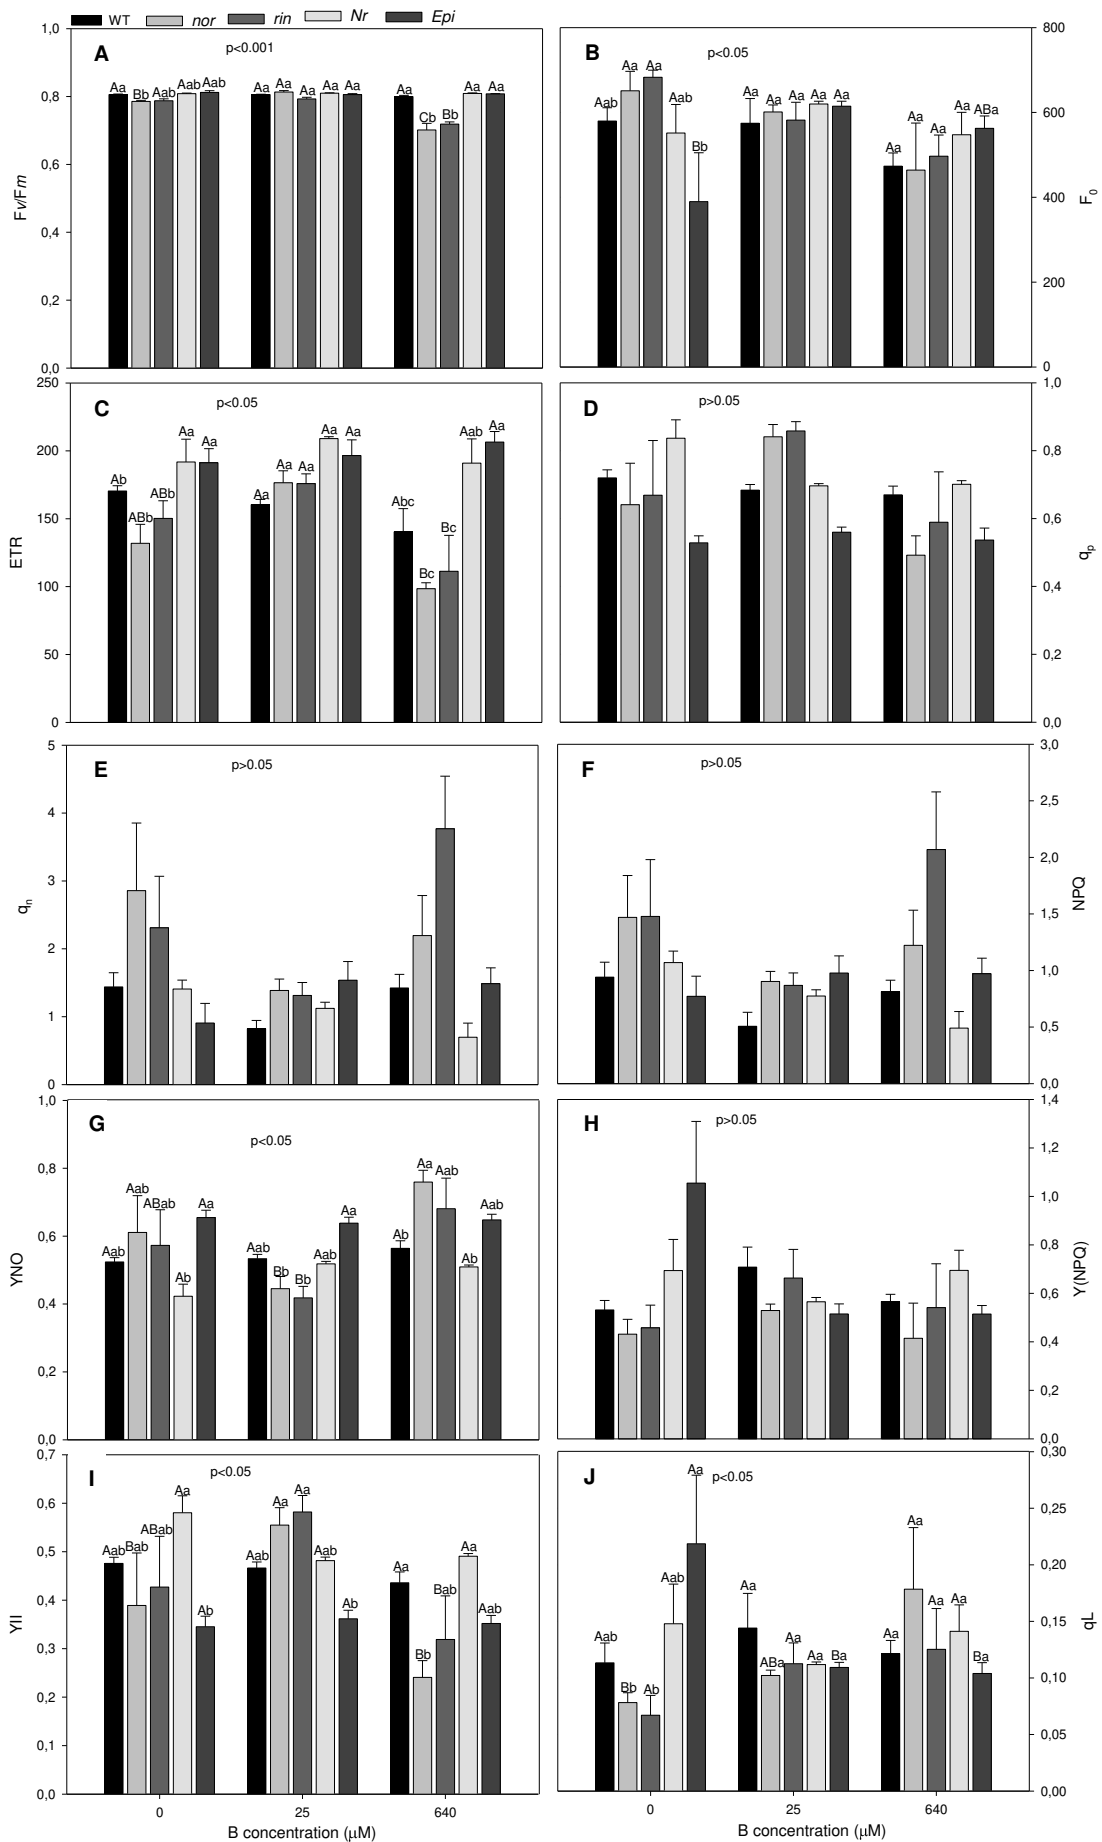 WT nor rin Nr Epi
A
p<0.001
1,0
0,8
0,6
0,4
0,2
0,0
Fv/Fm
Aa Bb Aab Aab Aab
Aa Aa Aa Aa Aa
Aa Cb Bb Aa Aa
B
p<0.05
800
600
400
200
0
F0
Aab Aa Aa Aab Bb
Aa Aa Aa Aa Aa
Aa Aa Aa Aa ABa
C
p<0.05
250
200
150
100
50
0
ETR
Ab ABb ABb Aa Aa
Aa Aa Aa Aa Aa
Abc Bc Bc Aab Aa
D
p>0.05
1,0
0,8
0,6
0,4
0,2
0,0
qp
E
p>0.05
5
4
3
2
1
0
qn
F
p>0.05
3,0
2,5
2,0
1,5
1,0
0,5
0,0
NPQ
G
p<0.05
1,0
0,8
0,6
0,4
0,2
0,0
YNO
Aab Aab ABab Ab Aa
Aab Bb Bb Aab Aa
Ab Aa Aab Ab Aab
H
p>0.05
1,4
1,2
1,0
0,8
0,6
0,4
0,2
0,0
Y(NPQ)
I
p<0.05
0,7
0,6
0,5
0,4
0,3
0,2
0,1
0,0
YII
Aab Bab ABab Aa Ab
Aab Aa Aa Aab Ab
Aa Bb Bab Aa Aab
0 25 640
B concentration (µM)
J
p<0.05
0,30
0,25
0,20
0,15
0,10
0,05
0,00
qL
Aab Bb Ab Aab Aa
Aa ABa Aa Aa Ba
Aa Aa Aa Aa Ba
0 25 640
B concentration (µM)